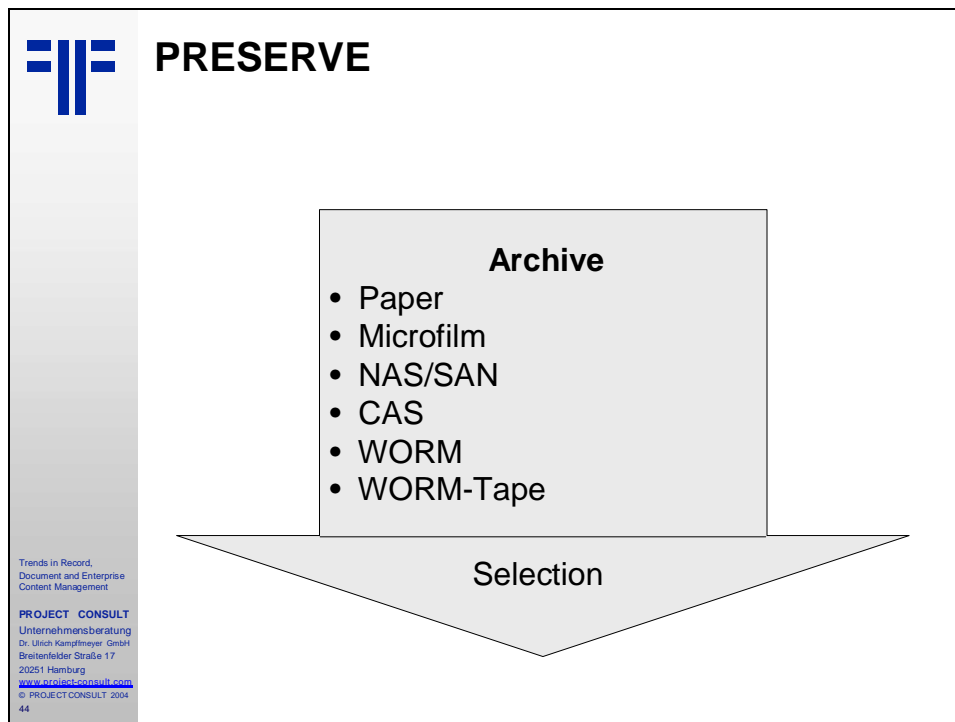 PRESERVE
Archive
• Paper
• Microfilm
• NAS/SAN
• CAS
• WORM
• WORM-Tape
Selection
Trends in Record,
Document and Enterprise
Content Management
PROJECT CONSULT
Unternehmensberatung
Dr. Ulrich Kampffmeyer GmbH
Breitenfelder Straße 17
20251 Hamburg
www.project-consult.com
© PROJECT CONSULT 2004
44